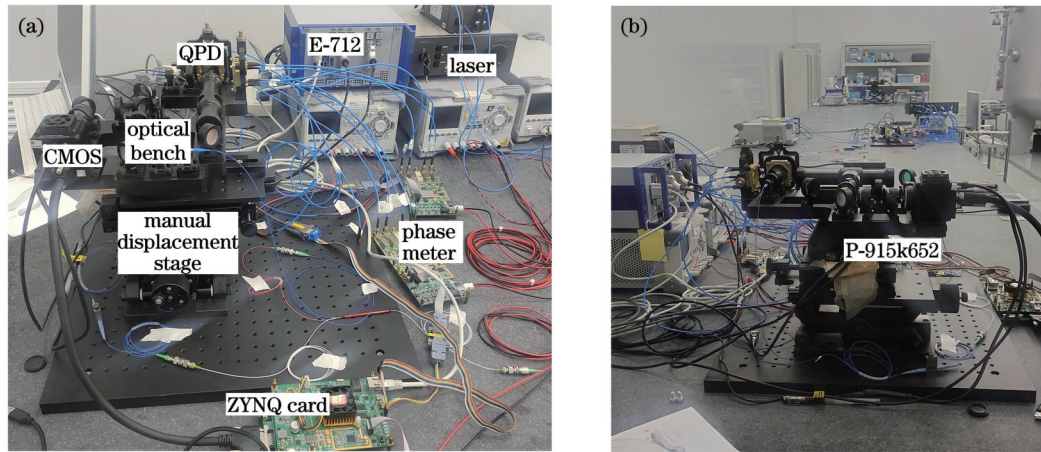 (a)
QPD
E-712
laser
CMOS
optical
bench
manual
displacement
stage
phase
meter
ZYNQ card
(b)
P-915k652